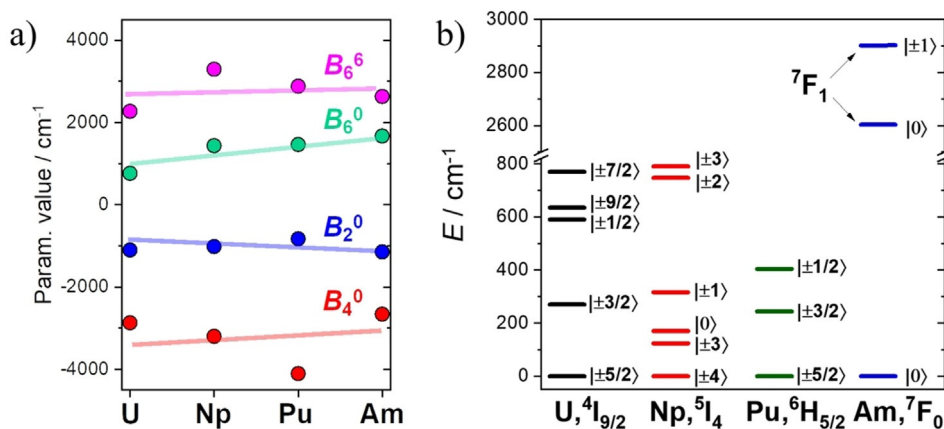 a)
Param. value / cm⁻¹
4000
2000
0
-2000
-4000
B₆⁶
B₆⁰
B₂⁰
B₄⁰
U Np Pu Am
b)
E / cm⁻¹
3000
2900
2800
2700
2600
800
600
400
200
0
⁷F₁
|±1⟩
|0⟩
|±7/2⟩
|±9/2⟩
|±1/2⟩
|±3/2⟩
|±5/2⟩
|±3⟩
|±2⟩
|±1⟩
|0⟩
|±3⟩
|±4⟩
|±1/2⟩
|±3/2⟩
|±5/2⟩
|0⟩
U,⁴I₉/₂ Np,⁵I₄ Pu,⁶H₅/₂ Am,⁷F₀